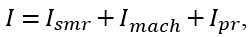 I = I_{smr} + I_{mach} + I_{pr},